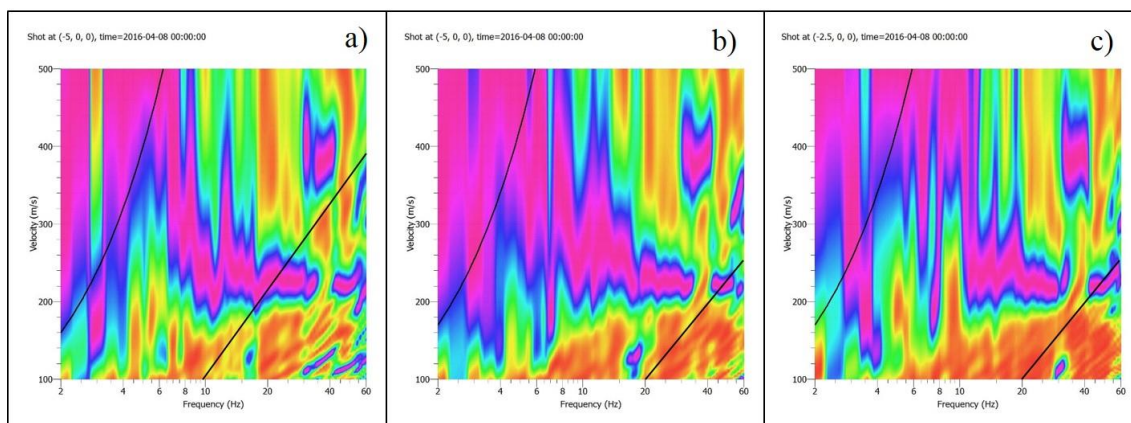 Shot at (-5, 0, 0), time=2016-04-08 00:00:00
a)
500
400
300
200
100
Velocity (m/s)
2 4 6 8 10 20 40 60
Frequency (Hz)
Shot at (-5, 0, 0), time=2016-04-08 00:00:00
b)
500
400
300
200
100
Velocity (m/s)
2 4 6 8 10 20 40 60
Frequency (Hz)
Shot at (-2.5, 0, 0), time=2016-04-08 00:00:00
c)
500
400
300
200
100
Velocity (m/s)
2 4 6 8 10 20 40 60
Frequency (Hz)